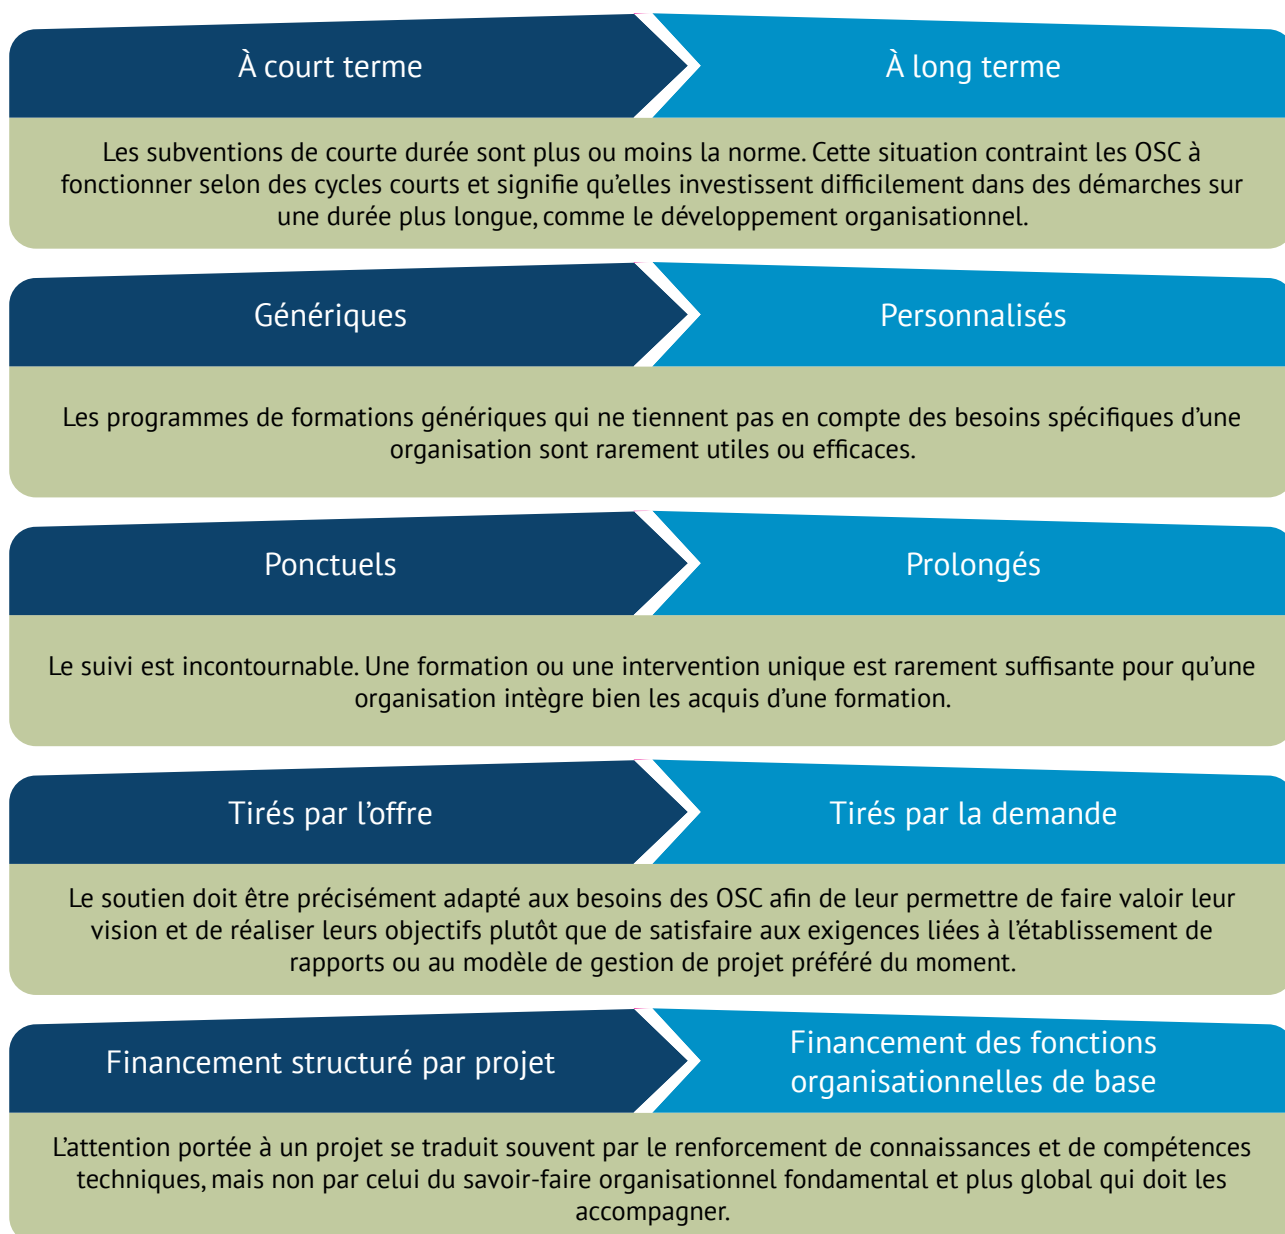 À court terme
À long terme
Les subventions de courte durée sont plus ou moins la norme. Cette situation contraint les OSC à
fonctionner selon des cycles courts et signifie qu’elles investissent difficilement dans des démarches sur
une durée plus longue, comme le développement organisationnel.
Génériques
Personnalisés
Les programmes de formations génériques qui ne tiennent pas en compte des besoins spécifiques d’une
organisation sont rarement utiles ou efficaces.
Ponctuels
Prolongés
Le suivi est incontournable. Une formation ou une intervention unique est rarement suffisante pour qu’une
organisation intègre bien les acquis d’une formation.
Tirés par l’offre
Tirés par la demande
Le soutien doit être précisément adapté aux besoins des OSC afin de leur permettre de faire valoir leur
vision et de réaliser leurs objectifs plutôt que de satisfaire aux exigences liées à l’établissement de
rapports ou au modèle de gestion de projet préféré du moment.
Financement structuré par projet
Financement des fonctions
organisationnelles de base
L’attention portée à un projet se traduit souvent par le renforcement de connaissances et de compétences
techniques, mais non par celui du savoir-faire organisationnel fondamental et plus global qui doit les
accompagner.